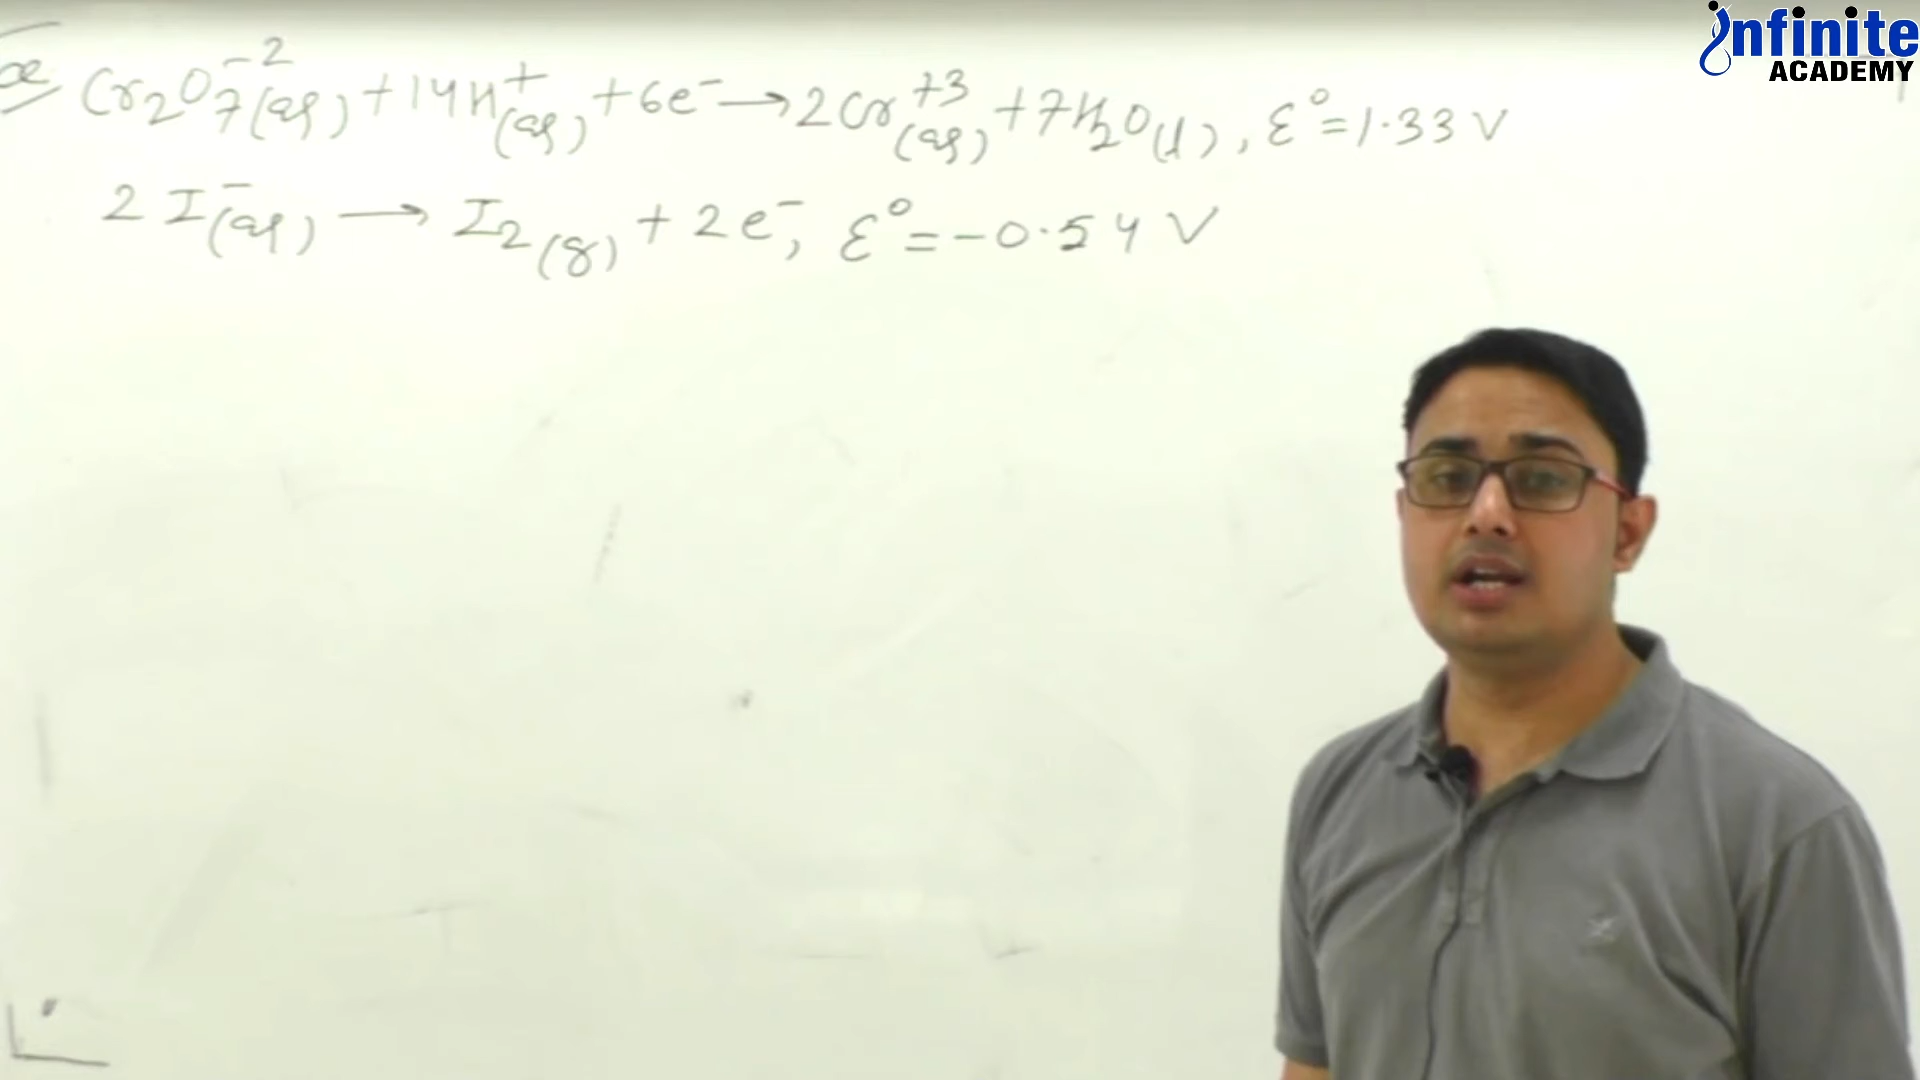 infinite
ACADEMY
Cr₂O₇⁻²(aq) + 14H⁺(aq) + 6e⁻ → 2Cr⁺³(aq) + 7H₂O(l), ε° = 1.33 V
2I⁻(aq) → I₂(g) + 2e⁻, ε° = -0.54 V